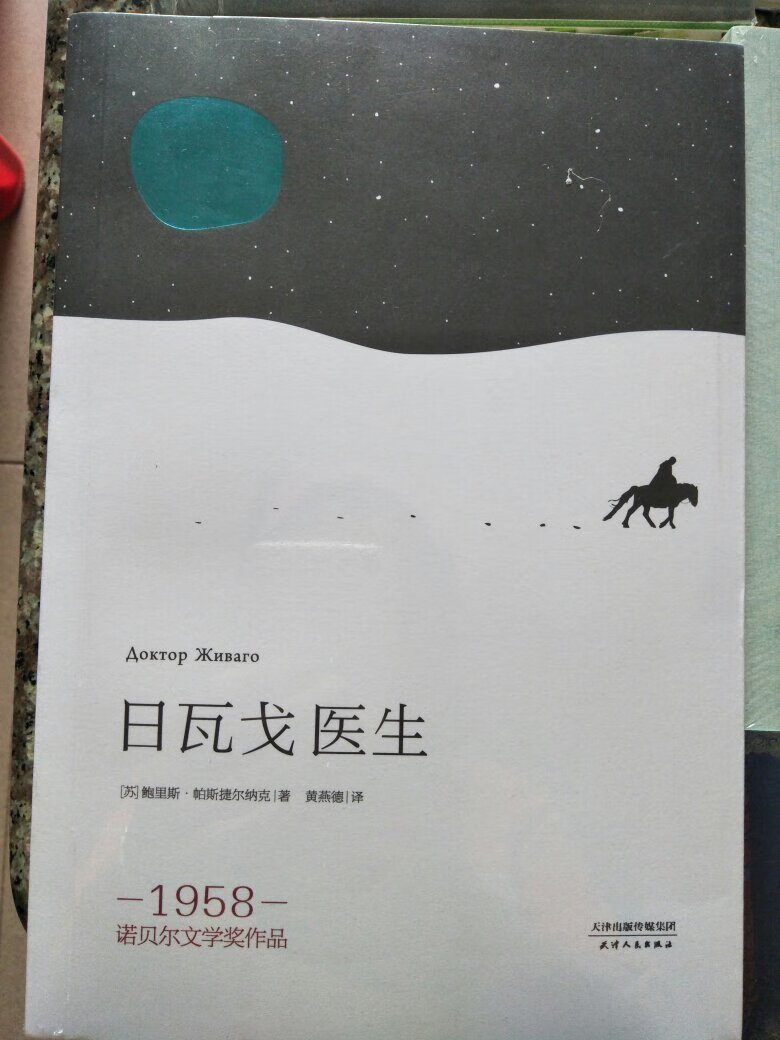 Доктор Живаго
日瓦戈医生
[苏]鲍里斯·帕斯捷尔纳克|著 黄燕德|译
—1958—
诺贝尔文学奖作品
天津出版传媒集团
天津人民出版社